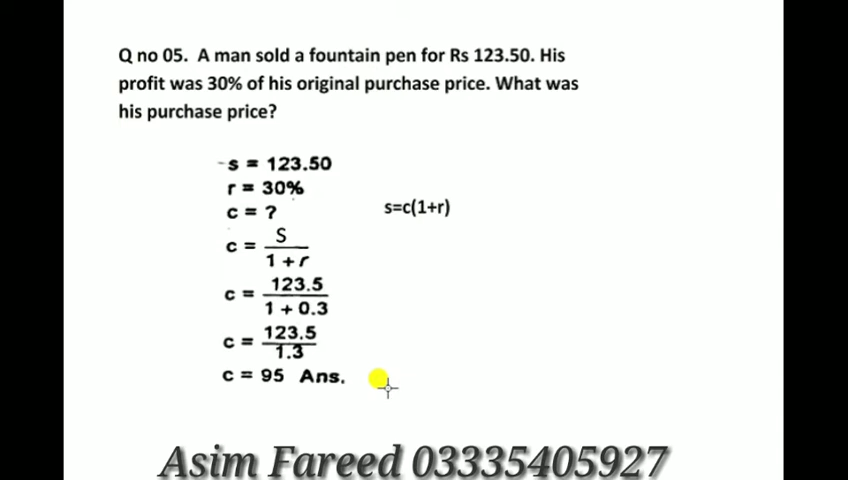 Q no 05.  A man sold a fountain pen for Rs 123.50. His
profit was 30% of his original purchase price. What was
his purchase price?
s = 123.50
r = 30%
c = ?
s=c(1+r)
c = S / 1 + r
c = 123.5 / 1 + 0.3
c = 123.5 / 1.3
c = 95 Ans.
Asim Fareed 03335405927